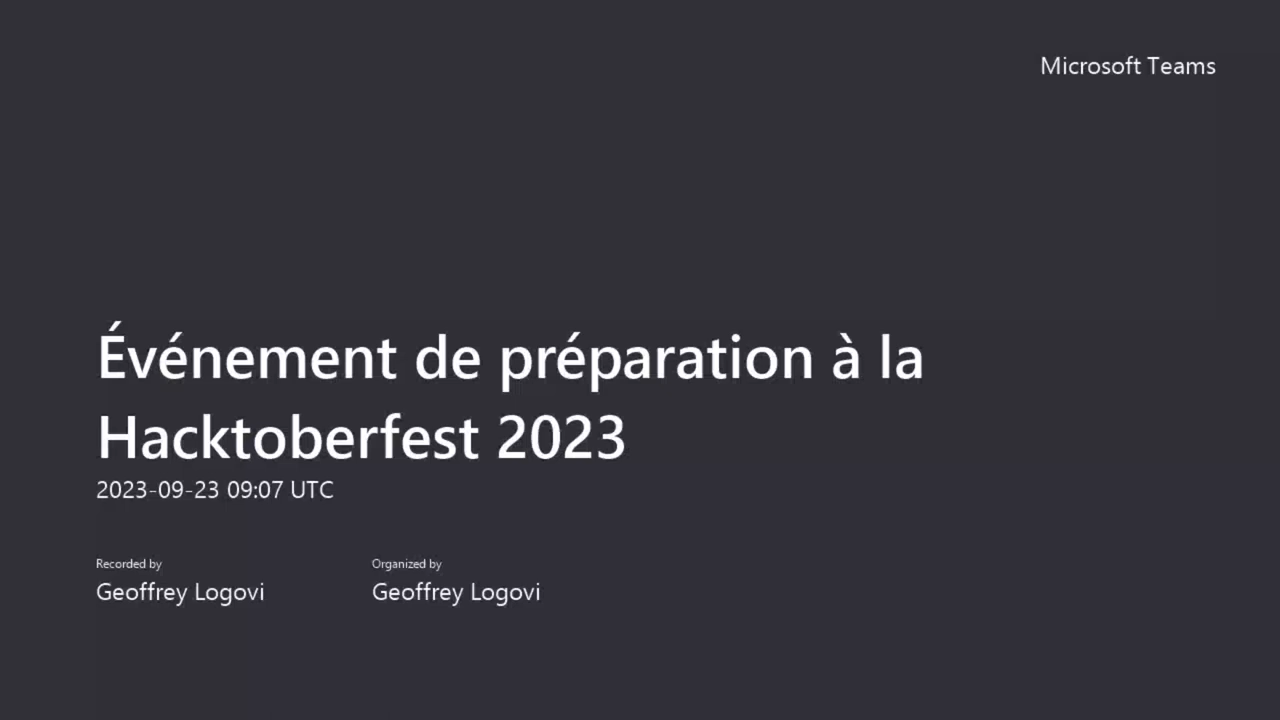 Microsoft Teams
Événement de préparation à la
Hacktoberfest 2023
2023-09-23 09:07 UTC
Recorded by
Geoffrey Logovi
Organized by
Geoffrey Logovi